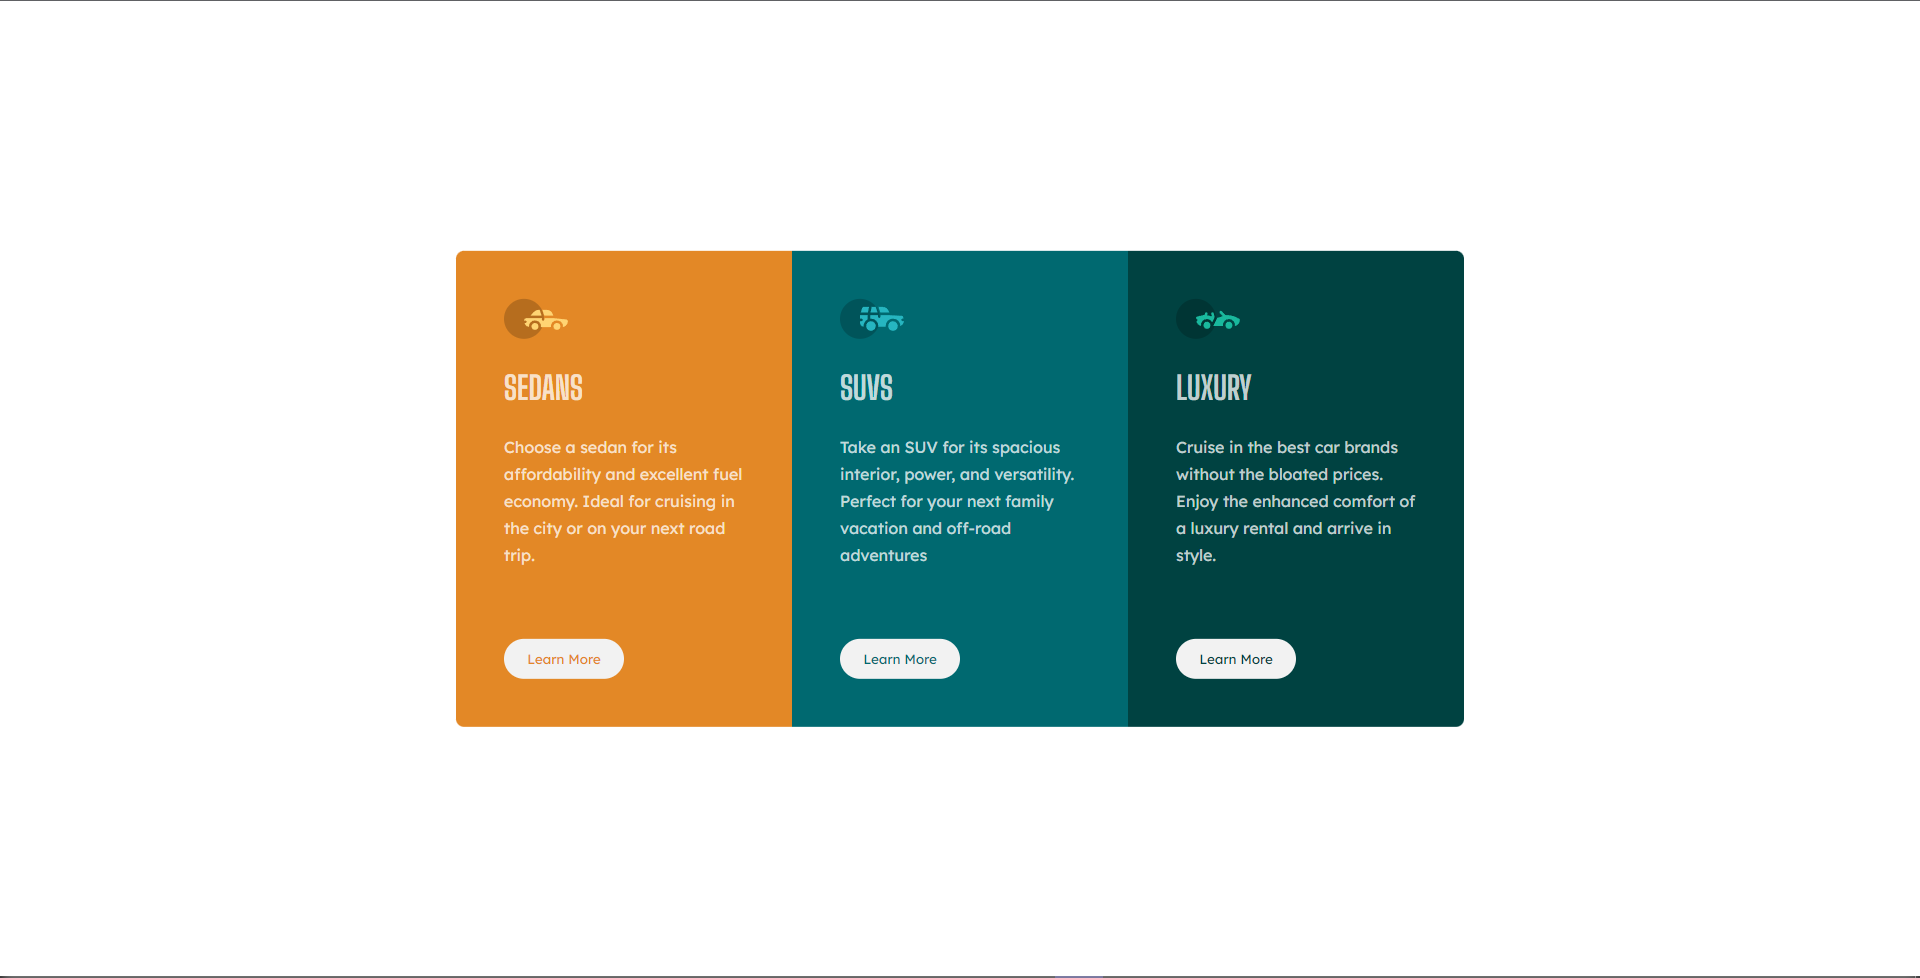 SEDANS
Choose a sedan for its
affordability and excellent fuel
economy. Ideal for cruising in
the city or on your next road
trip.
Learn More
SUVS
Take an SUV for its spacious
interior, power, and versatility.
Perfect for your next family
vacation and off-road
adventures
Learn More
LUXURY
Cruise in the best car brands
without the bloated prices.
Enjoy the enhanced comfort of
a luxury rental and arrive in
style.
Learn More